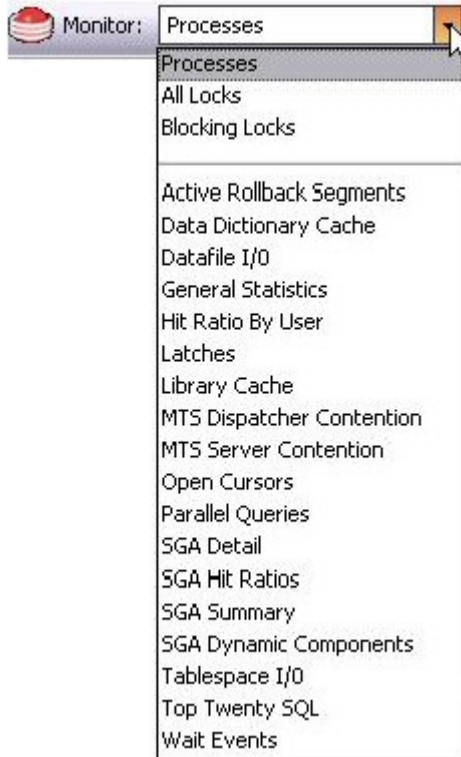 Monitor: Processes
Processes
All Locks
Blocking Locks
Active Rollback Segments
Data Dictionary Cache
Datafile I/O
General Statistics
Hit Ratio By User
Latches
Library Cache
MTS Dispatcher Contention
MTS Server Contention
Open Cursors
Parallel Queries
SGA Detail
SGA Hit Ratios
SGA Summary
SGA Dynamic Components
Tablespace I/O
Top Twenty SQL
Wait Events